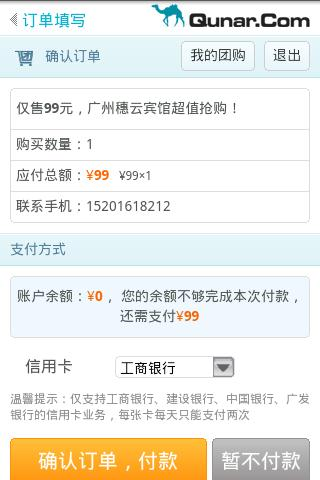 订单填写
Qunar.Com
确认订单
我的团购
退出
仅售99元，广州穗云宾馆超值抢购！
购买数量：1
应付总额：¥99 ¥99×1
联系手机：15201618212
支付方式
账户余额：¥0， 您的余额不够完成本次付款，
还需支付¥99
信用卡
工商银行
温馨提示：仅支持工商银行、建设银行、中国银行、广发
银行的信用卡业务，每张卡每天只能支付两次
确认订单，付款
暂不付款